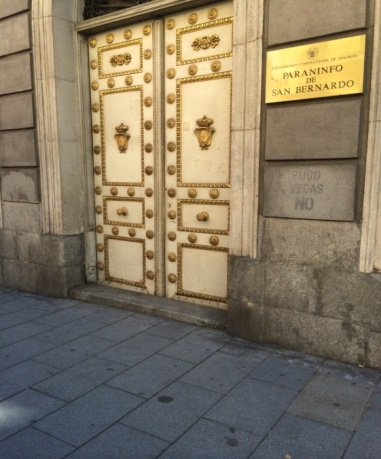 UNIVERSIDAD COMPLUTENSE DE MADRID
PARANINFO
DE
SAN BERNARDO
EURO
VEGAS
NO